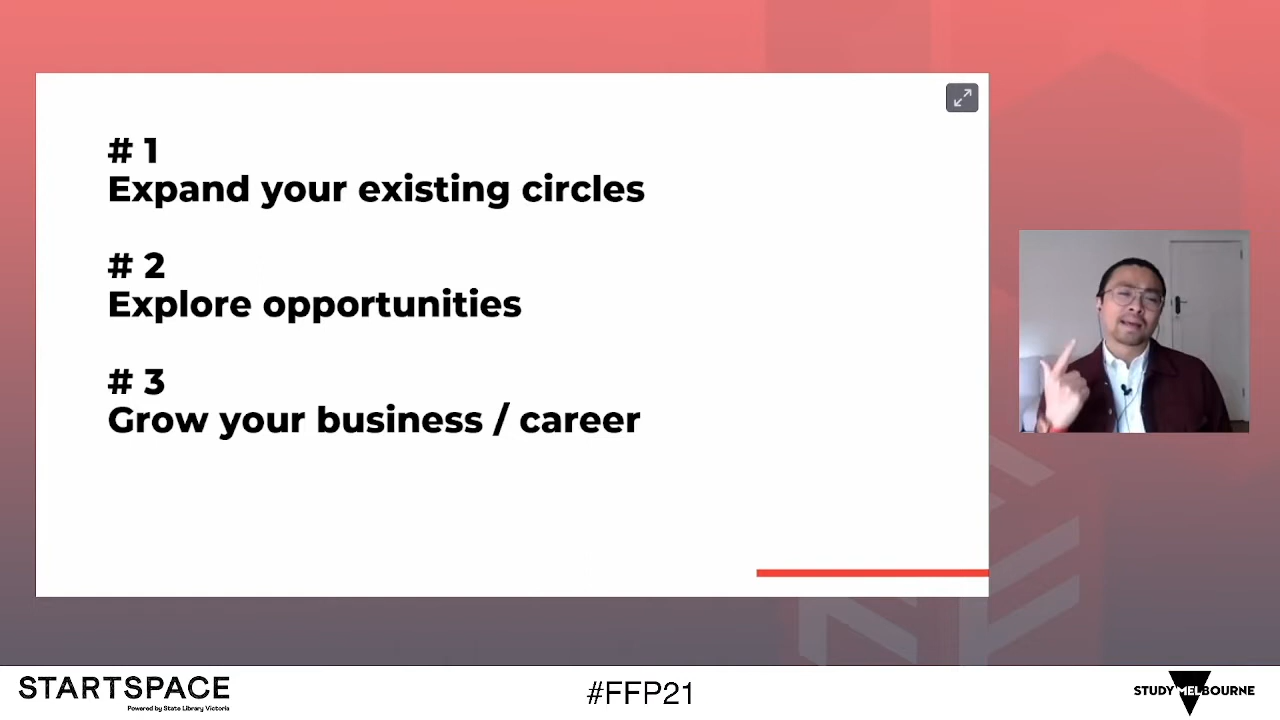 # 1
Expand your existing circles
# 2
Explore opportunities
# 3
Grow your business / career
STARTSPACE
Powered by State Library Victoria
#FFP21
STUDY MELBOURNE